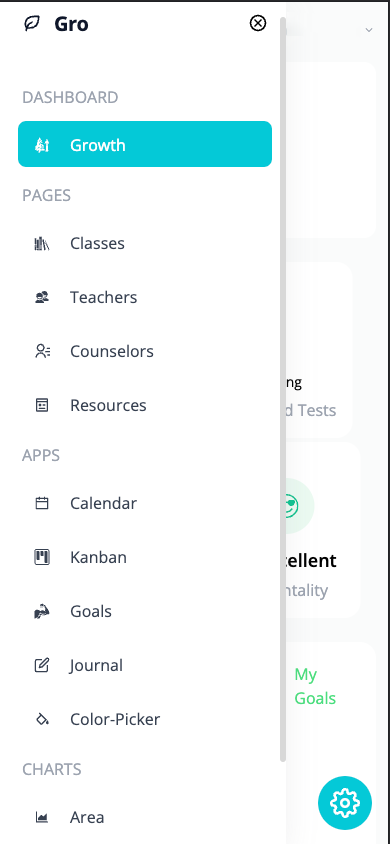 Gro
DASHBOARD
Growth
PAGES
Classes
Teachers
Counselors
Resources
ng
d Tests
APPS
Calendar
Kanban
cellent
Goals
ntality
Journal
My
Goals
Color-Picker
CHARTS
Area